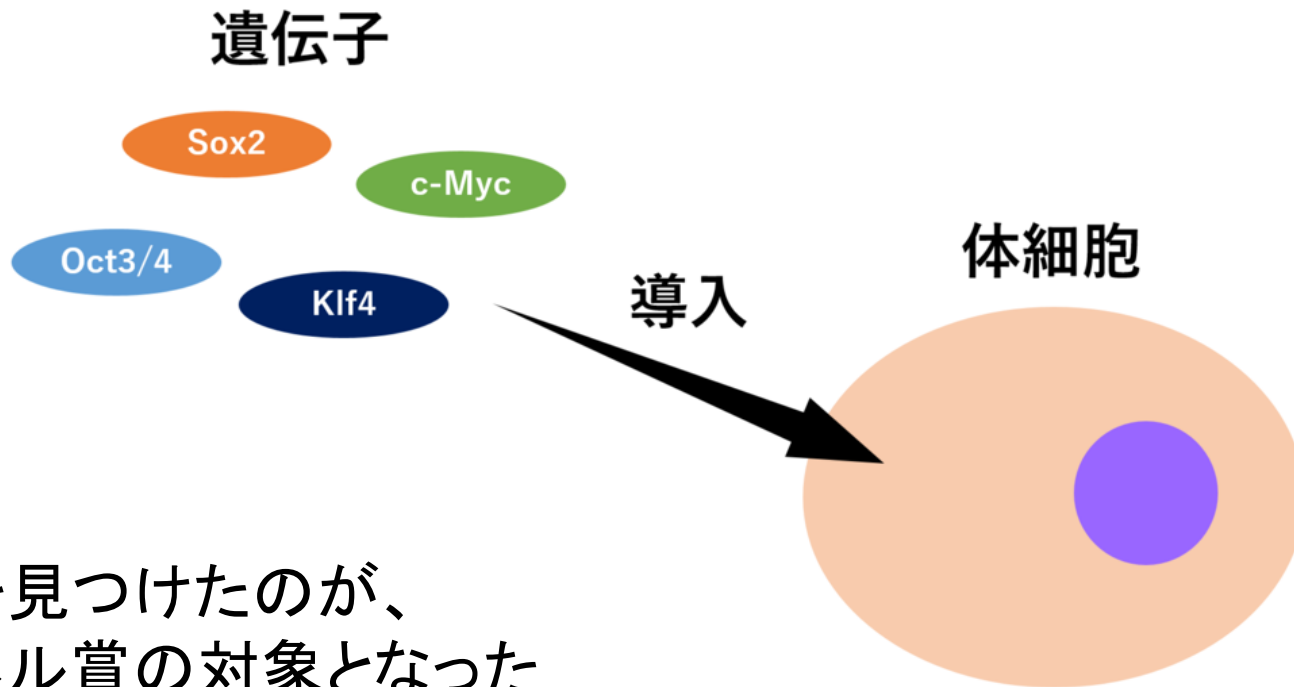 遺伝子
Sox2
c-Myc
Oct3/4
Klf4
導入
体細胞
見つけたのが、
ル賞の対象となった